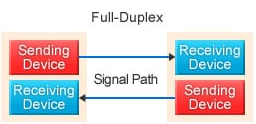 Full-Duplex
Sending
Device
Receiving
Device
Signal Path
Receiving
Device
Sending
Device